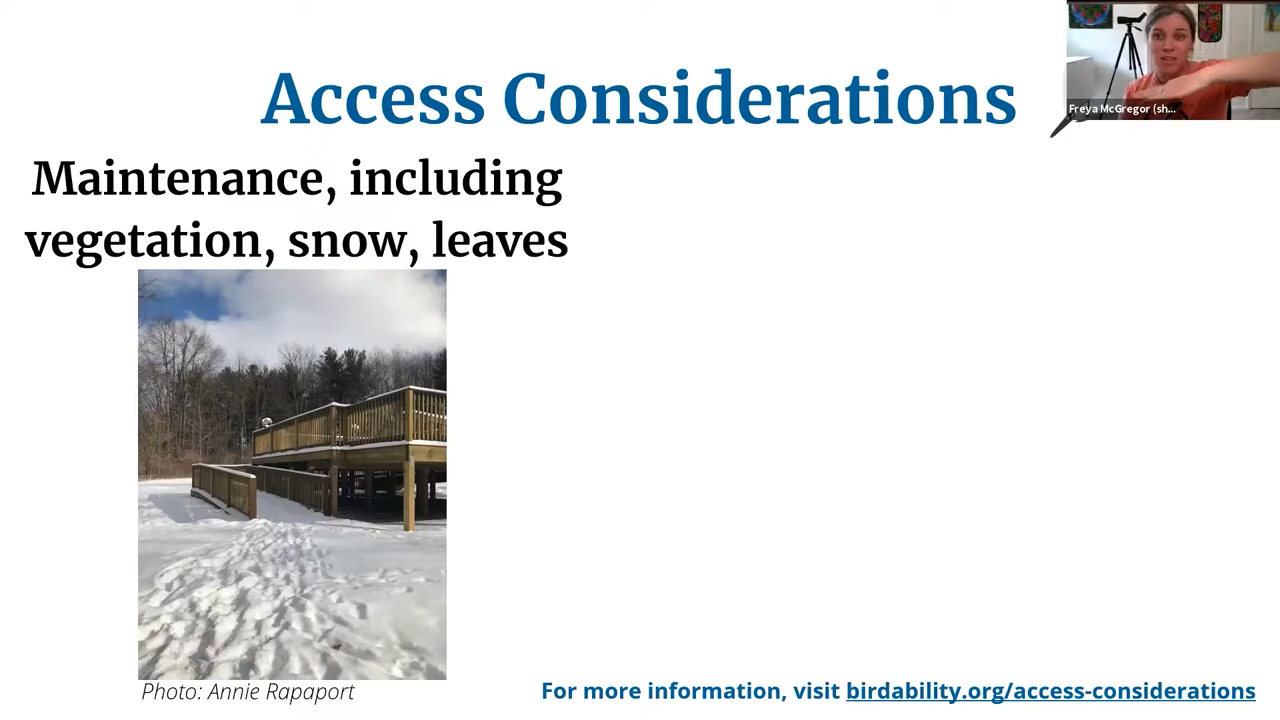 Access Considerations
Freya McGregor (sh...
Maintenance, including
vegetation, snow, leaves
Photo: Annie Rapaport
For more information, visit birdability.org/access-considerations